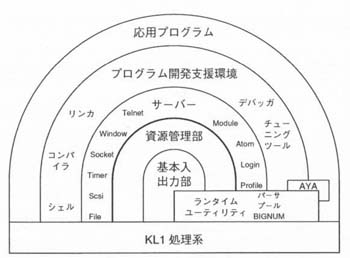 応用プログラム
プログラム開発支援環境
リンカ
コンパ
イラ
シェル
デバッガ
チュー
ニング
ツール
AYA
サーバー
Telnet
Window
Socket
Timer
Scsi
File
Module
Atom
Login
Profile
資源管理部
基本入
出力部
ランタイム
ユーティリティ
パーサ
プール
BIGNUM
KL1 処理系